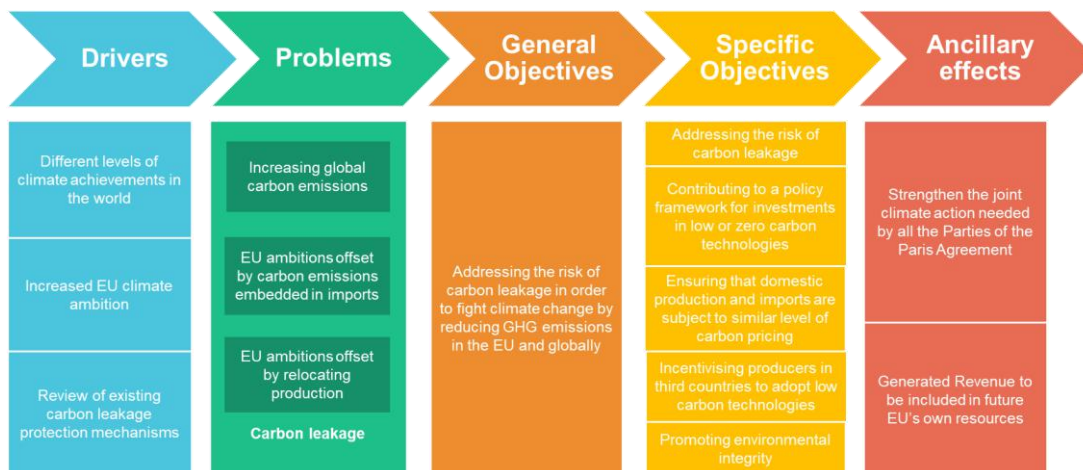 Drivers
Problems
General
Objectives
Specific
Objectives
Ancillary
effects
Different levels of
climate achievements in
the world
Increased EU climate
ambition
Review of existing
carbon leakage
protection mechanisms
Increasing global
carbon emissions
EU ambitions offset
by carbon emissions
embedded in imports
EU ambitions offset
by relocating
production
Carbon leakage
Addressing the risk of
carbon leakage in order
to fight climate change by
reducing GHG emissions
in the EU and globally
Addressing the risk of
carbon leakage
Contributing to a policy
framework for investments
in low or zero carbon
technologies
Ensuring that domestic
production and imports are
subject to similar level of
carbon pricing
Incentivising producers in
third countries to adopt low
carbon technologies
Promoting environmental
integrity
Strengthen the joint
climate action needed
by all the Parties of the
Paris Agreement
Generated Revenue to
be included in future
EU's own resources